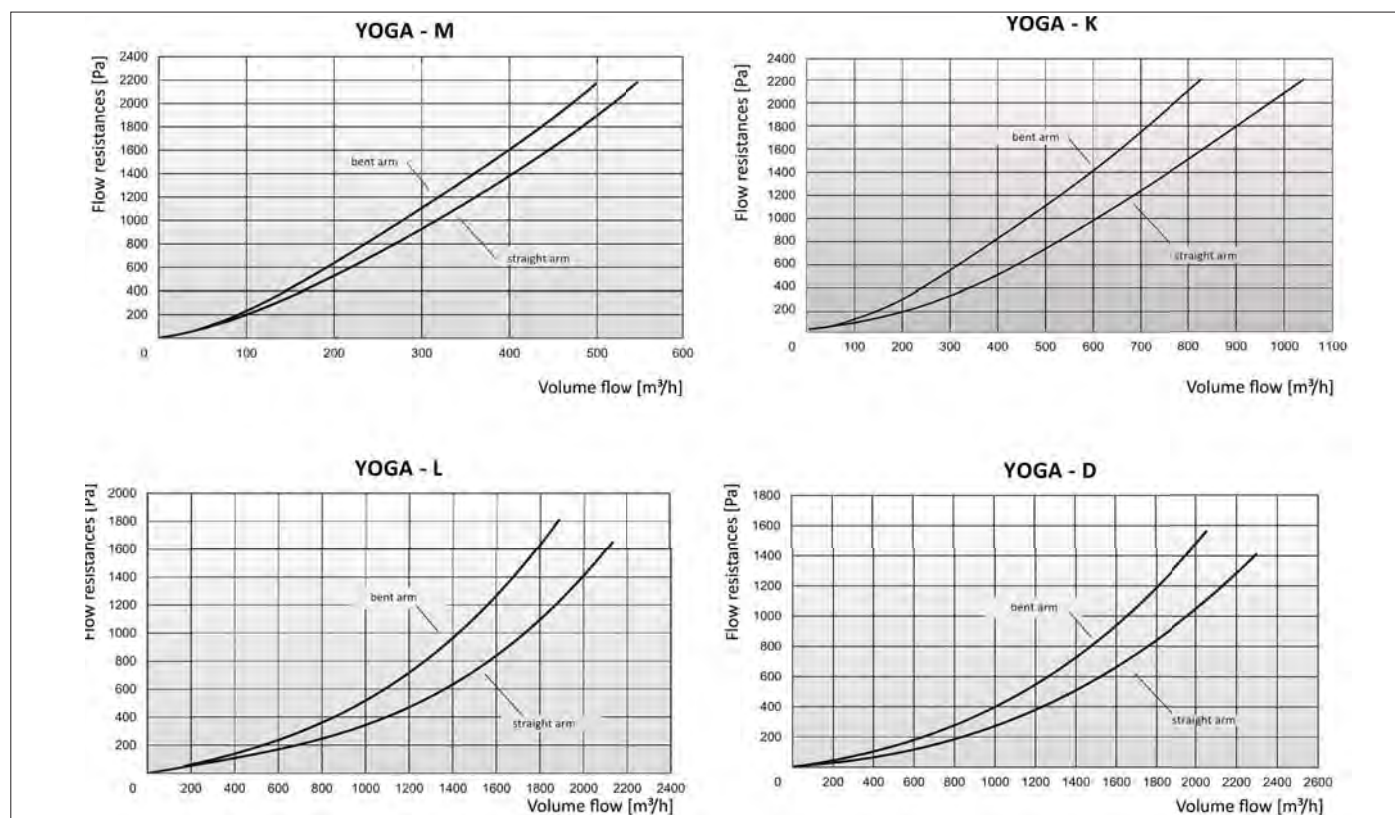 YOGA - M
Flow resistances [Pa]
2400
2200
2000
1800
1600
1400
1200
1000
800
600
400
200
bent arm
straight arm
0 100 200 300 400 500 600
Volume flow [m³/h]
YOGA - K
Flow resistances [Pa]
2400
2200
2000
1800
1600
1400
1200
1000
800
600
400
200
bent arm
straight arm
0 100 200 300 400 500 600 700 800 900 1000 1100
Volume flow [m³/h]
YOGA - L
Flow resistances [Pa]
2000
1800
1600
1400
1200
1000
800
600
400
200
bent arm
straight arm
0 200 400 600 800 1000 1200 1400 1600 1800 2000 2200 2400
Volume flow [m³/h]
YOGA - D
Flow resistances [Pa]
1800
1600
1400
1200
1000
800
600
400
200
bent arm
straight arm
0 200 400 600 800 1000 1200 1400 1600 1800 2000 2200 2400 2600
Volume flow [m³/h]